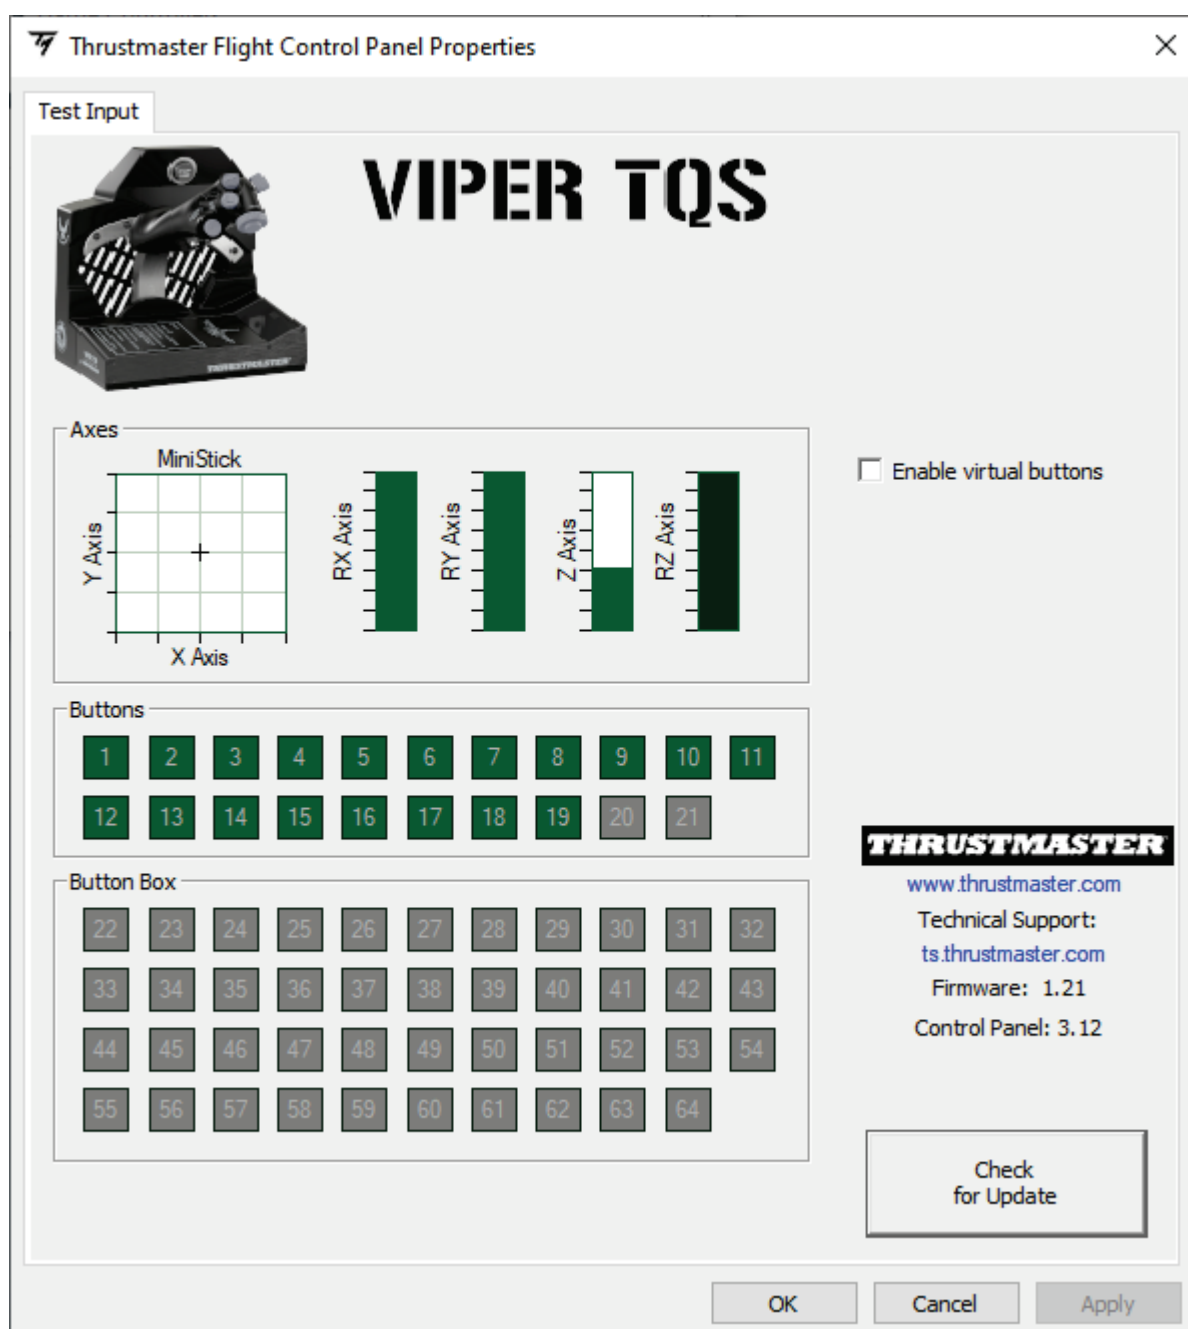 Thrustmaster Flight Control Panel Properties
Test Input
VIPER TQS
THRUSTMASTER
Axes
MiniStick
Y Axis
X Axis
RX Axis
RY Axis
Z Axis
RZ Axis
Enable virtual buttons
Buttons
1 2 3 4 5 6 7 8 9 10 11
12 13 14 15 16 17 18 19 20 21
Button Box
22 23 24 25 26 27 28 29 30 31 32
33 34 35 36 37 38 39 40 41 42 43
44 45 46 47 48 49 50 51 52 53 54
55 56 57 58 59 60 61 62 63 64
THRUSTMASTER
www.thrustmaster.com
Technical Support:
ts.thrustmaster.com
Firmware: 1.21
Control Panel: 3.12
Check
for Update
OK
Cancel
Apply